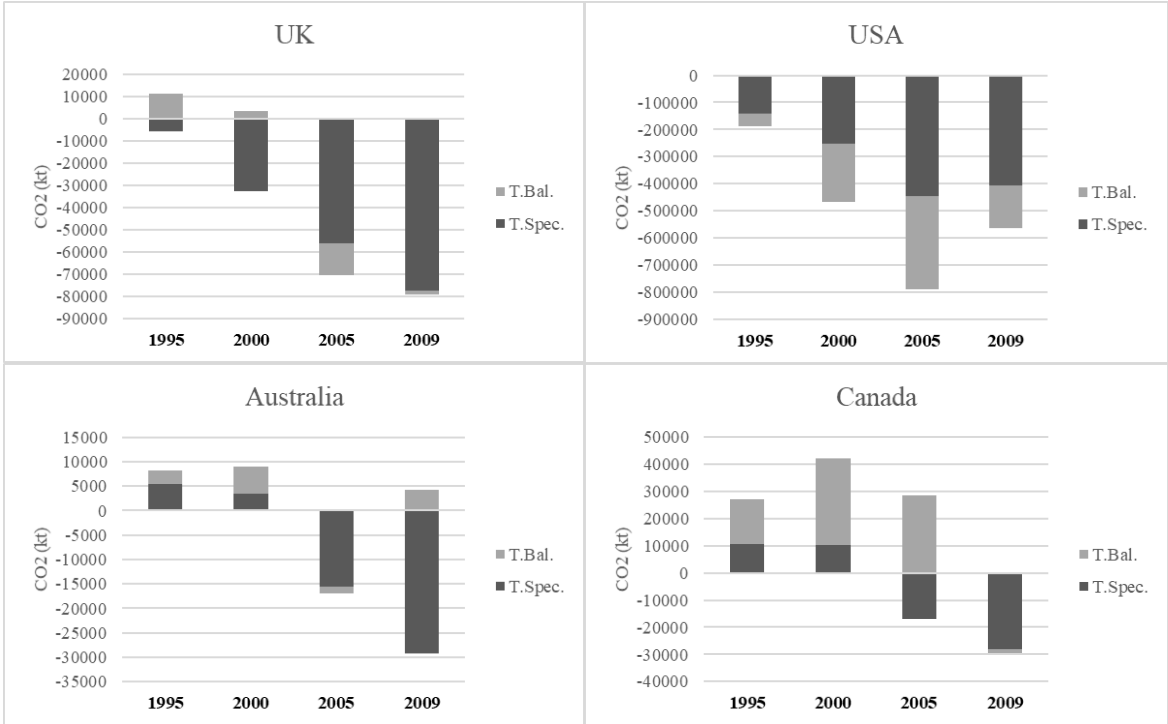 UK
20000
10000
0
-10000
-20000
-30000
-40000
-50000
-60000
-70000
-80000
-90000
CO2 (kt)
1995 2000 2005 2009
T.Bal.
T.Spec.
USA
0
-100000
-200000
-300000
-400000
-500000
-600000
-700000
-800000
-900000
CO2 (kt)
1995 2000 2005 2009
T.Bal.
T.Spec.
Australia
15000
10000
5000
0
-5000
-10000
-15000
-20000
-25000
-30000
-35000
CO2 (kt)
1995 2000 2005 2009
T.Bal.
T.Spec.
Canada
50000
40000
30000
20000
10000
0
-10000
-20000
-30000
-40000
CO2 (kt)
1995 2000 2005 2009
T.Bal.
T.Spec.